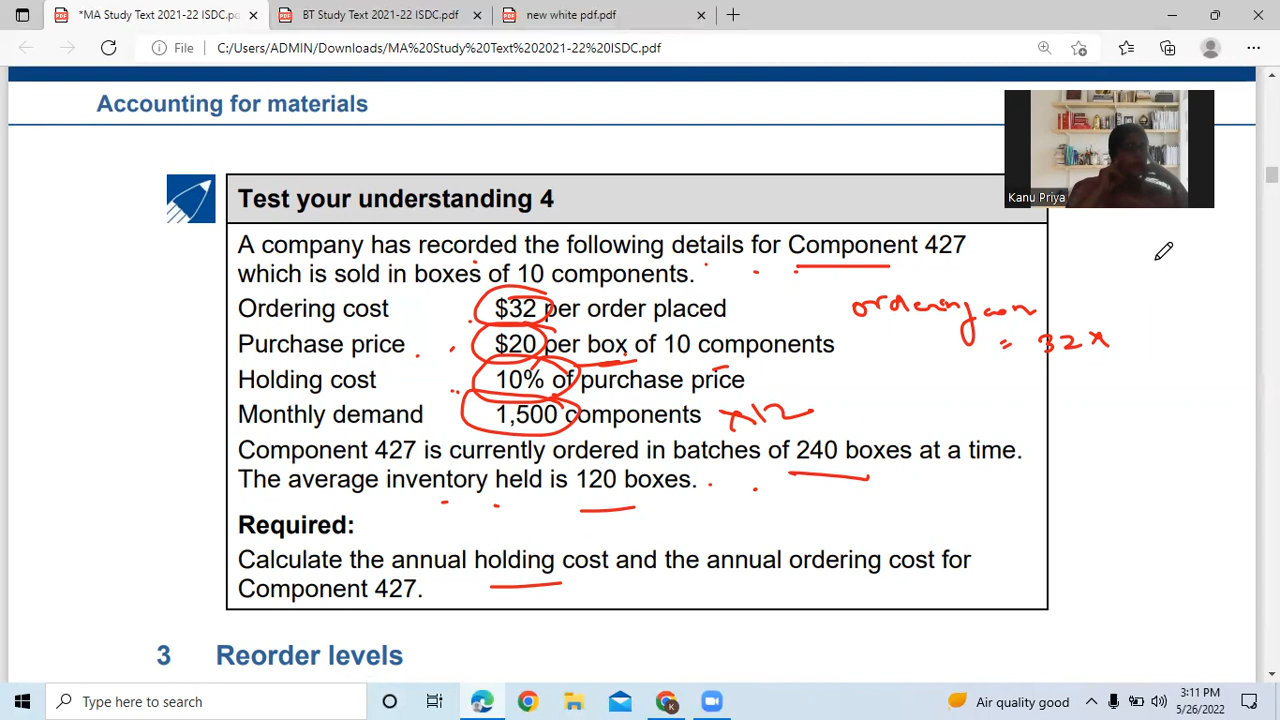 *MA Study Text 2021-22 ISDC.pdf
BT Study Text 2021-22 ISDC.pdf
new white pdf.pdf
File
C:/Users/ADMIN/Downloads/MA%20Study%20Text%202021-22%20ISDC.pdf
Accounting for materials
Kanu Priya
Test your understanding 4
A company has recorded the following details for Component 427
which is sold in boxes of 10 components.
Ordering cost $32 per order placed
Purchase price $20 per box of 10 components
Holding cost 10% of purchase price
Monthly demand 1,500 components x12
ordering
= 32 x
Component 427 is currently ordered in batches of 240 boxes at a time.
The average inventory held is 120 boxes.
Required:
Calculate the annual holding cost and the annual ordering cost for
Component 427.
3 Reorder levels
Type here to search
Air quality good
3:11 PM
5/26/2022